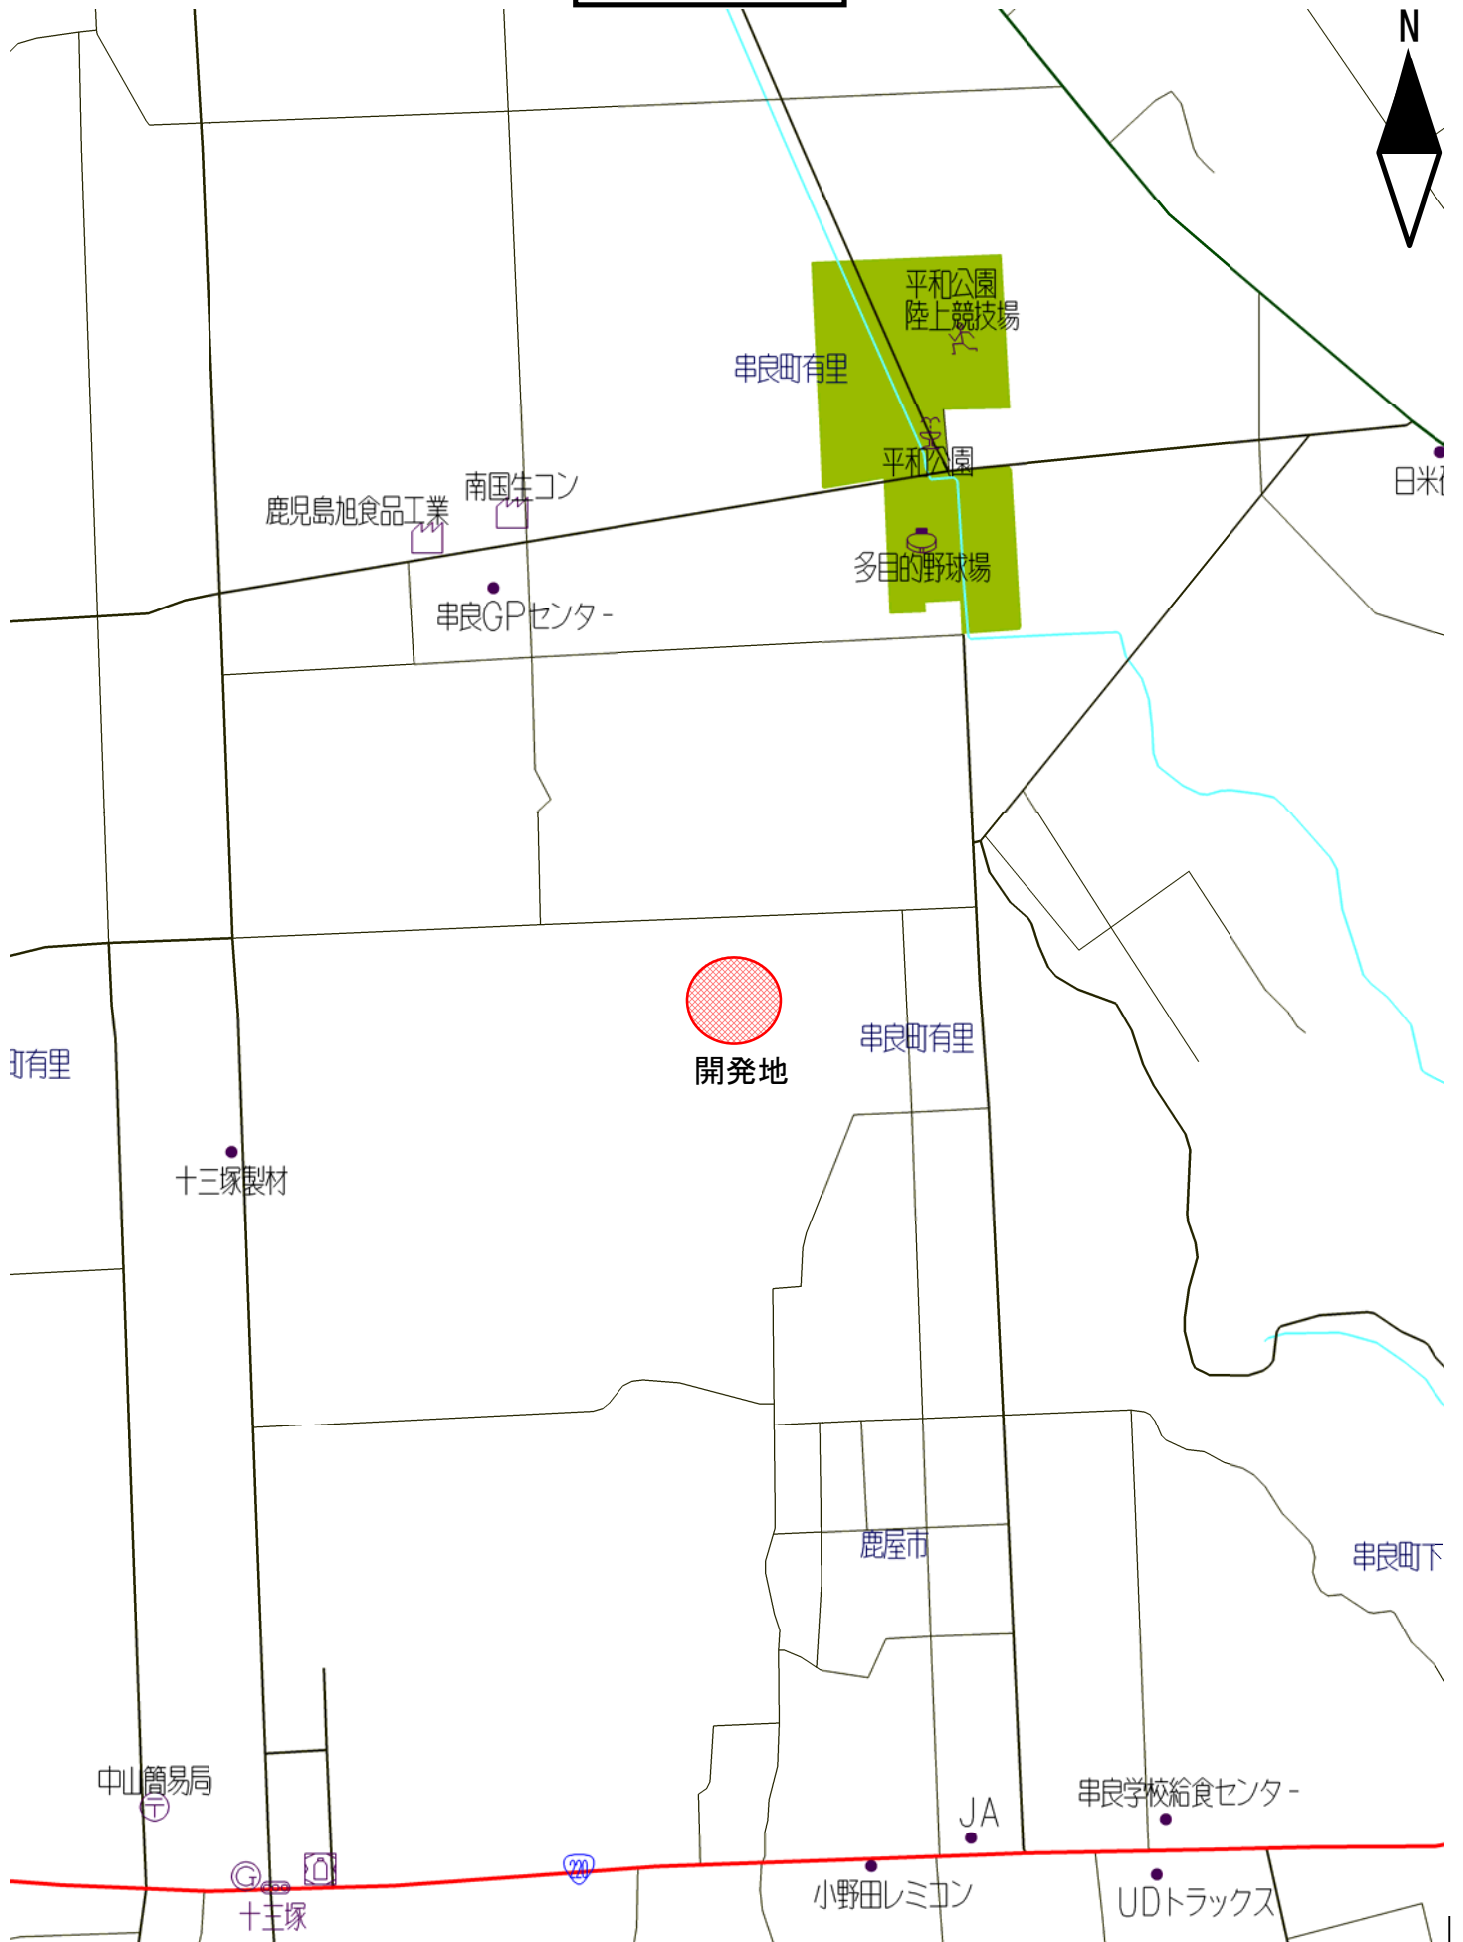 N
平和公園
陸上競技場
串良町有里
平和公園
日米
南国生コン
鹿児島旭食品工業
多目的野球場
串良GPセンター
串良町有里
町有里
開発地
十三塚製材
鹿屋市
串良町下
中山簡易局
〒
串良学校給食センター
JA
G
220
小野田レミコン
UDトラックス
十三塚